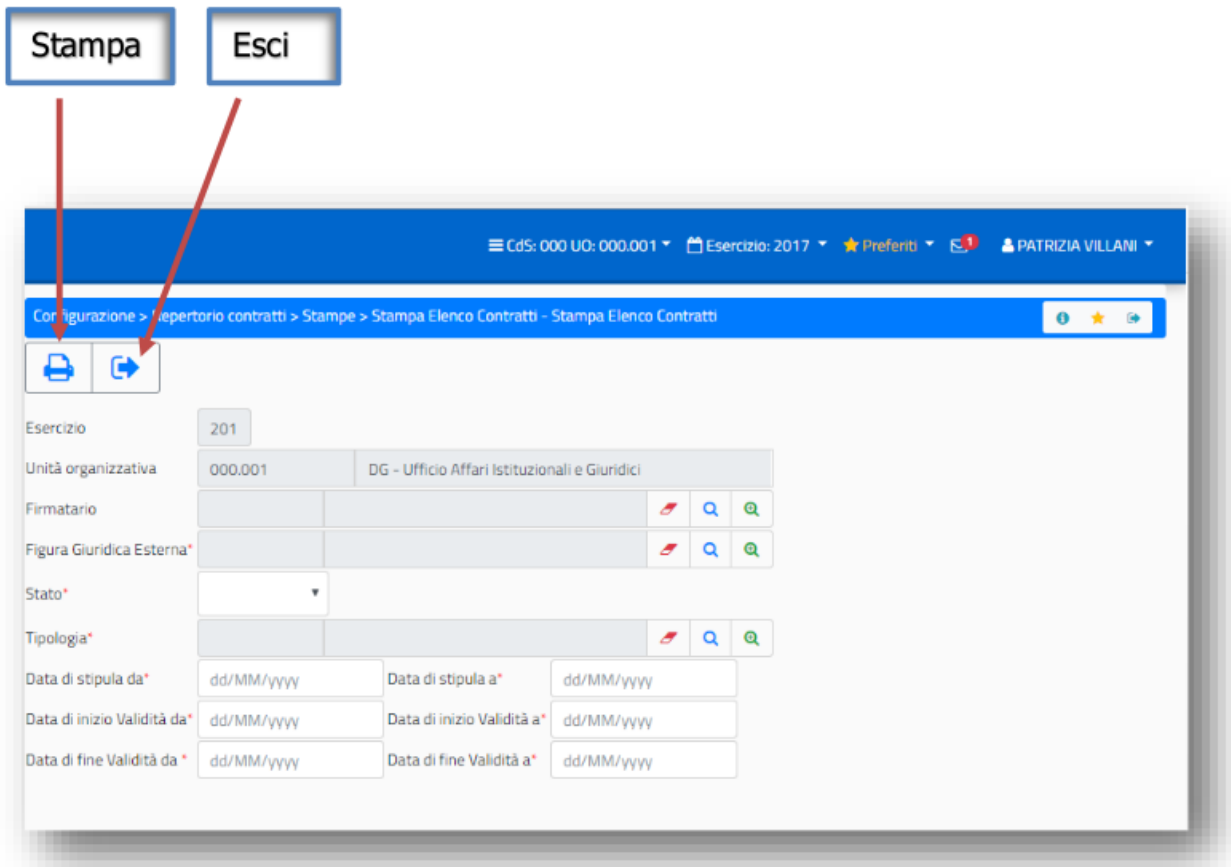 Stampa Esci
CdS: 000 UO: 000.001 Esercizio: 2017 Preferiti 1 PATRIZIA VILLANI
Configurazione > Repertorio contratti > Stampe > Stampa Elenco Contratti - Stampa Elenco Contratti
Esercizio 201
Unità organizzativa 000.001 DG - Ufficio Affari Istituzionali e Giuridici
Firmatario
Figura Giuridica Esterna*
Stato*
Tipologia*
Data di stipula da* dd/MM/yyyy Data di stipula a* dd/MM/yyyy
Data di inizio Validità da* dd/MM/yyyy Data di inizio Validità a* dd/MM/yyyy
Data di fine Validità da * dd/MM/yyyy Data di fine Validità a* dd/MM/yyyy